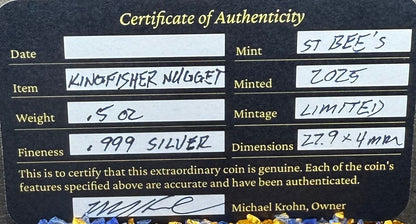 Certificate of Authenticity
Date
Mint ST BEE'S
Item KINGFISHER NUGGET
Minted 2025
Weight .5 oz
Mintage LIMITED
Fineness .999 SILVER
Dimensions 27.9 x 4mm
This is to certify that this extraordinary coin is genuine. Each of the coin's
features specified above are accurate and have been authenticated.
Michael Krohn, Owner